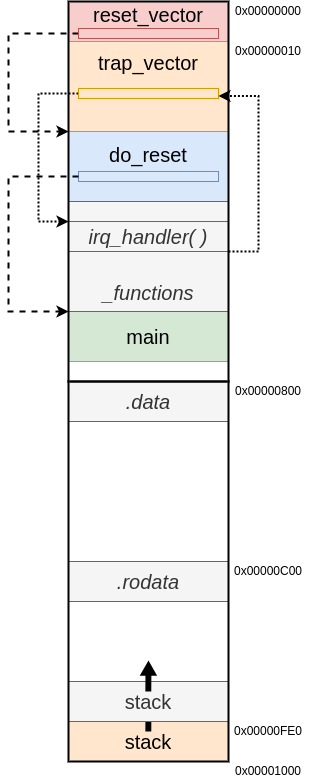 reset_vector
0x00000000
0x00000010
trap_vector
do_reset
irq_handler( )
_functions
main
0x00000800
.data
0x00000C00
.rodata
stack
0x00000FE0
stack
0x00001000